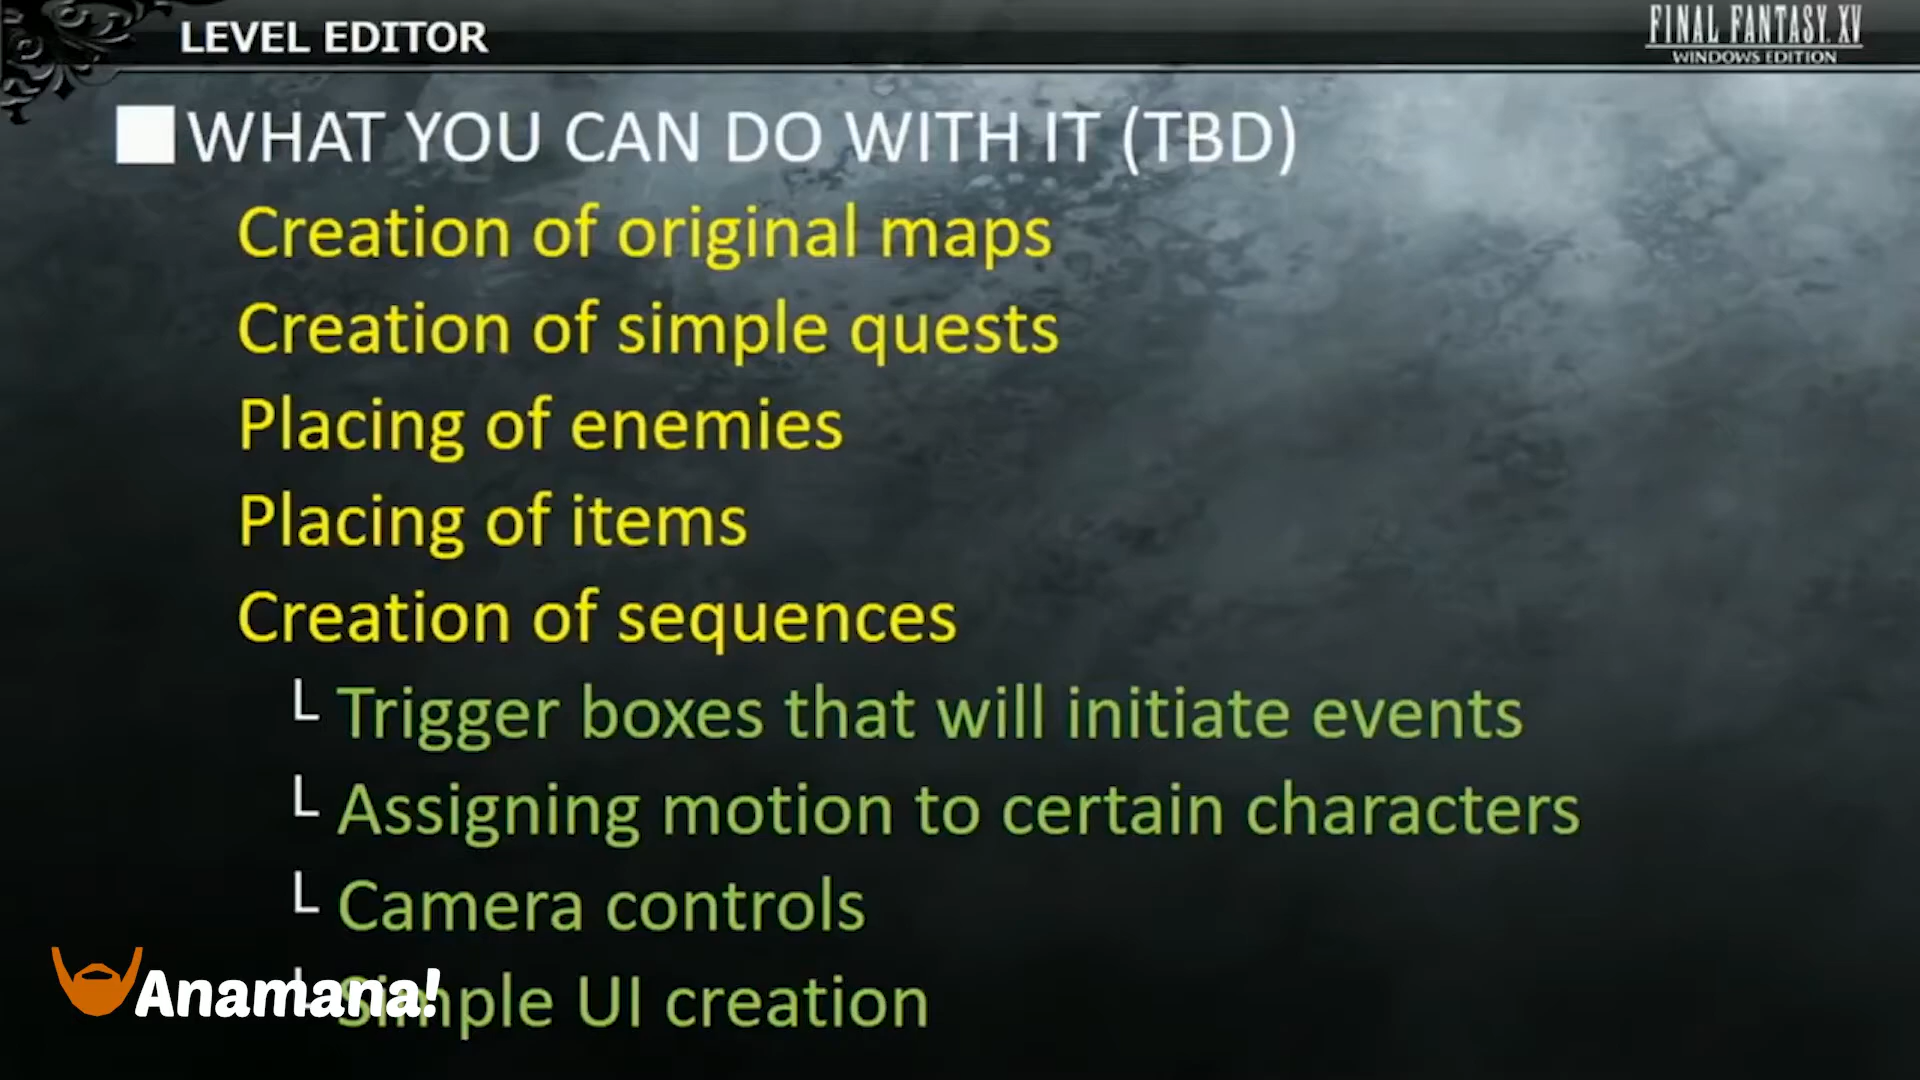 LEVEL EDITOR
FINAL FANTASY XV
WINDOWS EDITION
WHAT YOU CAN DO WITH IT (TBD)
Creation of original maps
Creation of simple quests
Placing of enemies
Placing of items
Creation of sequences
Trigger boxes that will initiate events
Assigning motion to certain characters
Camera controls
Simple UI creation
Anamana!